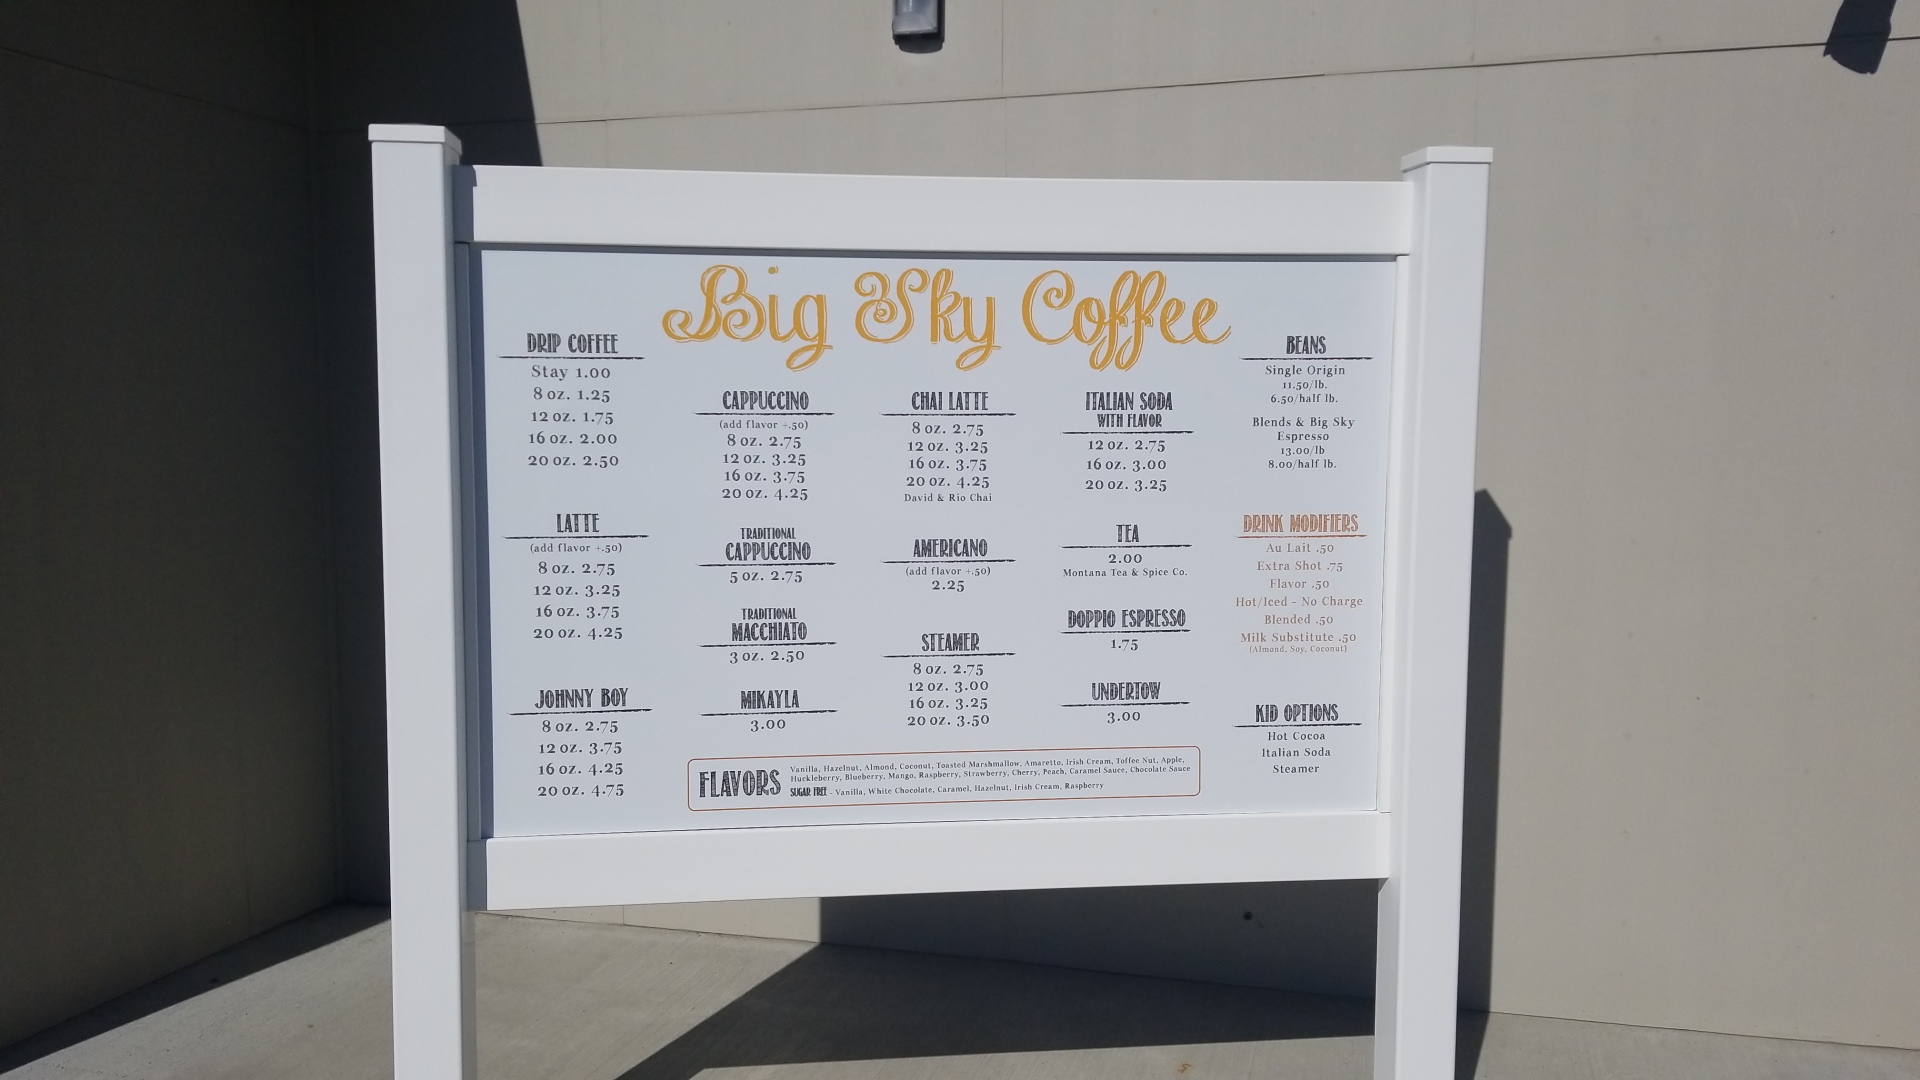 Big Sky Coffee
DRIP COFFEE
Stay 1.00
8 oz. 1.25
12 oz. 1.75
16 oz. 2.00
20 oz. 2.50
LATTE
(add flavor +.50)
8 oz. 2.75
12 oz. 3.25
16 oz. 3.75
20 oz. 4.25
JOHNNY BOY
8 oz. 2.75
12 oz. 3.75
16 oz. 4.25
20 oz. 4.75
CAPPUCCINO
(add flavor +.50)
8 oz. 2.75
12 oz. 3.25
16 oz. 3.75
20 oz. 4.25
TRADITIONAL
CAPPUCCINO
5 oz. 2.75
TRADITIONAL
MACCHIATO
3 oz. 2.50
MIKAYLA
3.00
CHAI LATTE
8 oz. 2.75
12 oz. 3.25
16 oz. 3.75
20 oz. 4.25
David & Rio Chai
AMERICANO
(add flavor +.50)
2.25
STEAMER
8 oz. 2.75
12 oz. 3.00
16 oz. 3.25
20 oz. 3.50
ITALIAN SODA
WITH FLAVOR
12 oz. 2.75
16 oz. 3.00
20 oz. 3.25
TEA
2.00
Montana Tea & Spice Co.
DOPPIO ESPRESSO
1.75
UNDERTOW
3.00
BEANS
Single Origin
11.50/lb.
6.50/half lb.
Blends & Big Sky
Espresso
13.00/lb
8.00/half lb.
DRINK MODIFIERS
Au Lait .50
Extra Shot .75
Flavor .50
Hot/Iced - No Charge
Blended .50
Milk Substitute .50
(Almond, Soy, Coconut)
KID OPTIONS
Hot Cocoa
Italian Soda
Steamer
FLAVORS
Vanilla, Hazelnut, Almond, Coconut, Toasted Marshmallow, Amaretto, Irish Cream, Toffee Nut, Apple,
Huckleberry, Blueberry, Mango, Raspberry, Strawberry, Cherry, Peach, Caramel Sauce, Chocolate Sauce
SUGAR FREE - Vanilla, White Chocolate, Caramel, Hazelnut, Irish Cream, Raspberry